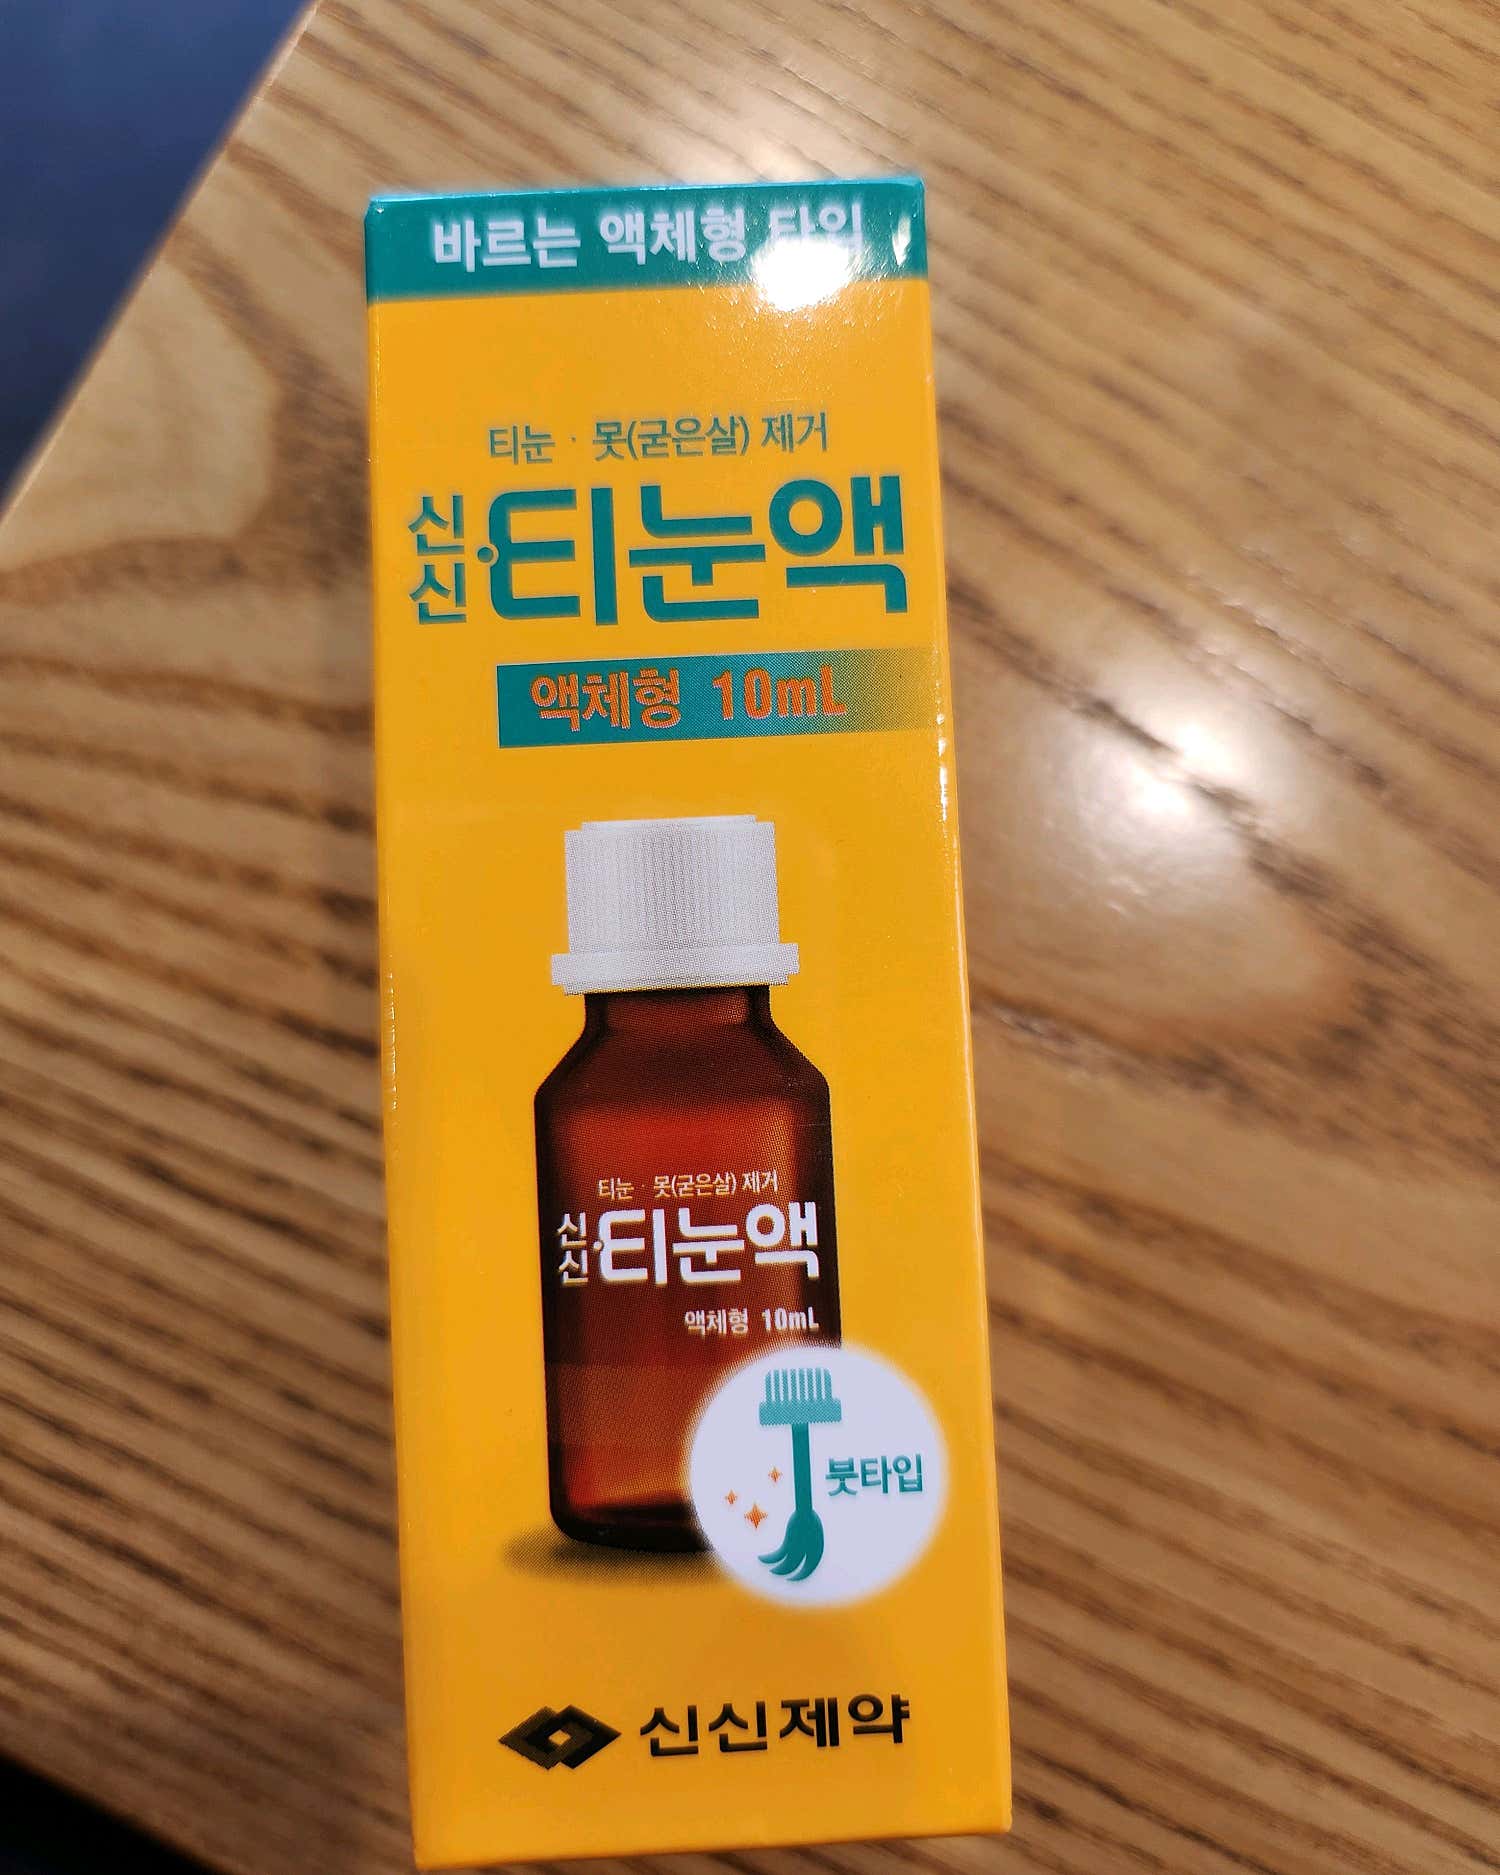 바르는 액체형 타입
티눈 · 못(굳은살) 제거
신신 티눈액
액체형 10mL
티눈 · 못(굳은살) 제거
신신 티눈액
액체형 10mL
붓타입
신신제약